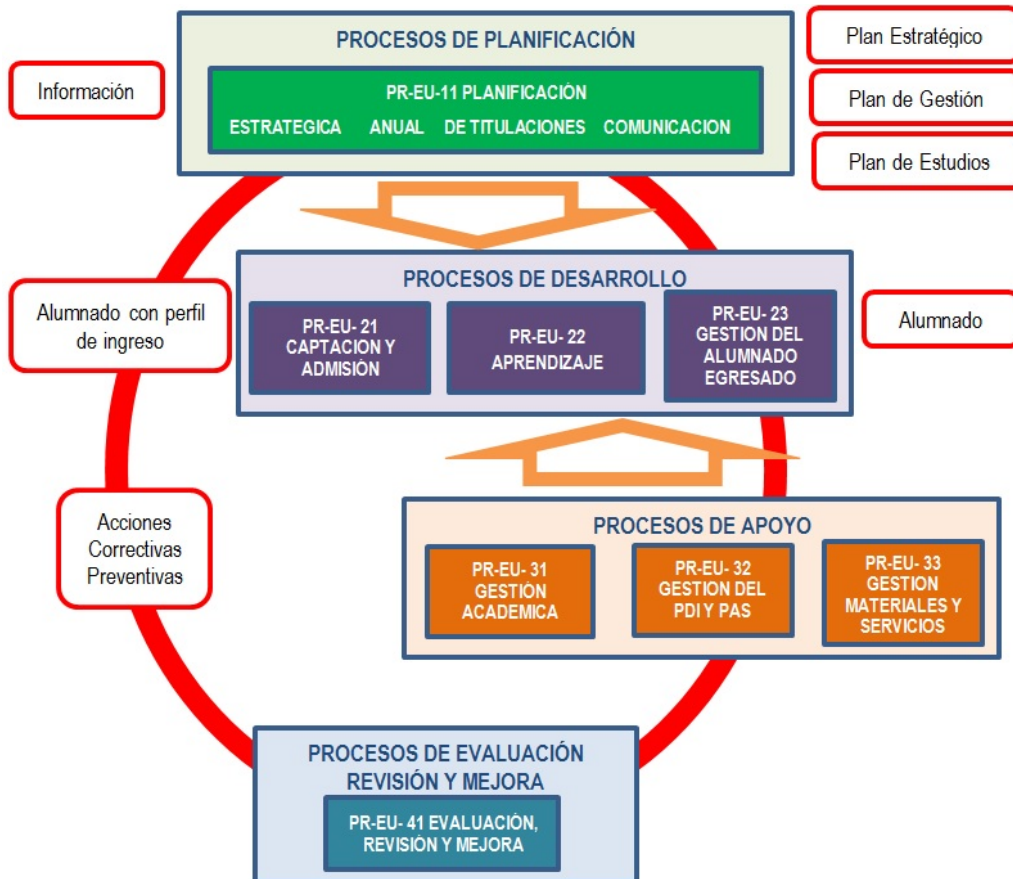 PROCESOS DE PLANIFICACIÓN
PR-EU-11 PLANIFICACIÓN
ESTRATEGICA ANUAL DE TITULACIONES COMUNICACION
Información
Plan Estratégico
Plan de Gestión
Plan de Estudios
PROCESOS DE DESARROLLO
PR-EU- 21
CAPTACION Y
ADMISIÓN
PR-EU- 22
APRENDIZAJE
PR-EU- 23
GESTION DEL
ALUMNADO
EGRESADO
Alumnado con perfil
de ingreso
Alumnado
PROCESOS DE APOYO
PR-EU- 31
GESTIÓN
ACADEMICA
PR-EU- 32
GESTION DEL
PDI Y PAS
PR-EU- 33
GESTION
MATERIALES Y
SERVICIOS
Acciones
Correctivas
Preventivas
PROCESOS DE EVALUACIÓN
REVISIÓN Y MEJORA
PR-EU- 41 EVALUACIÓN,
REVISIÓN Y MEJORA